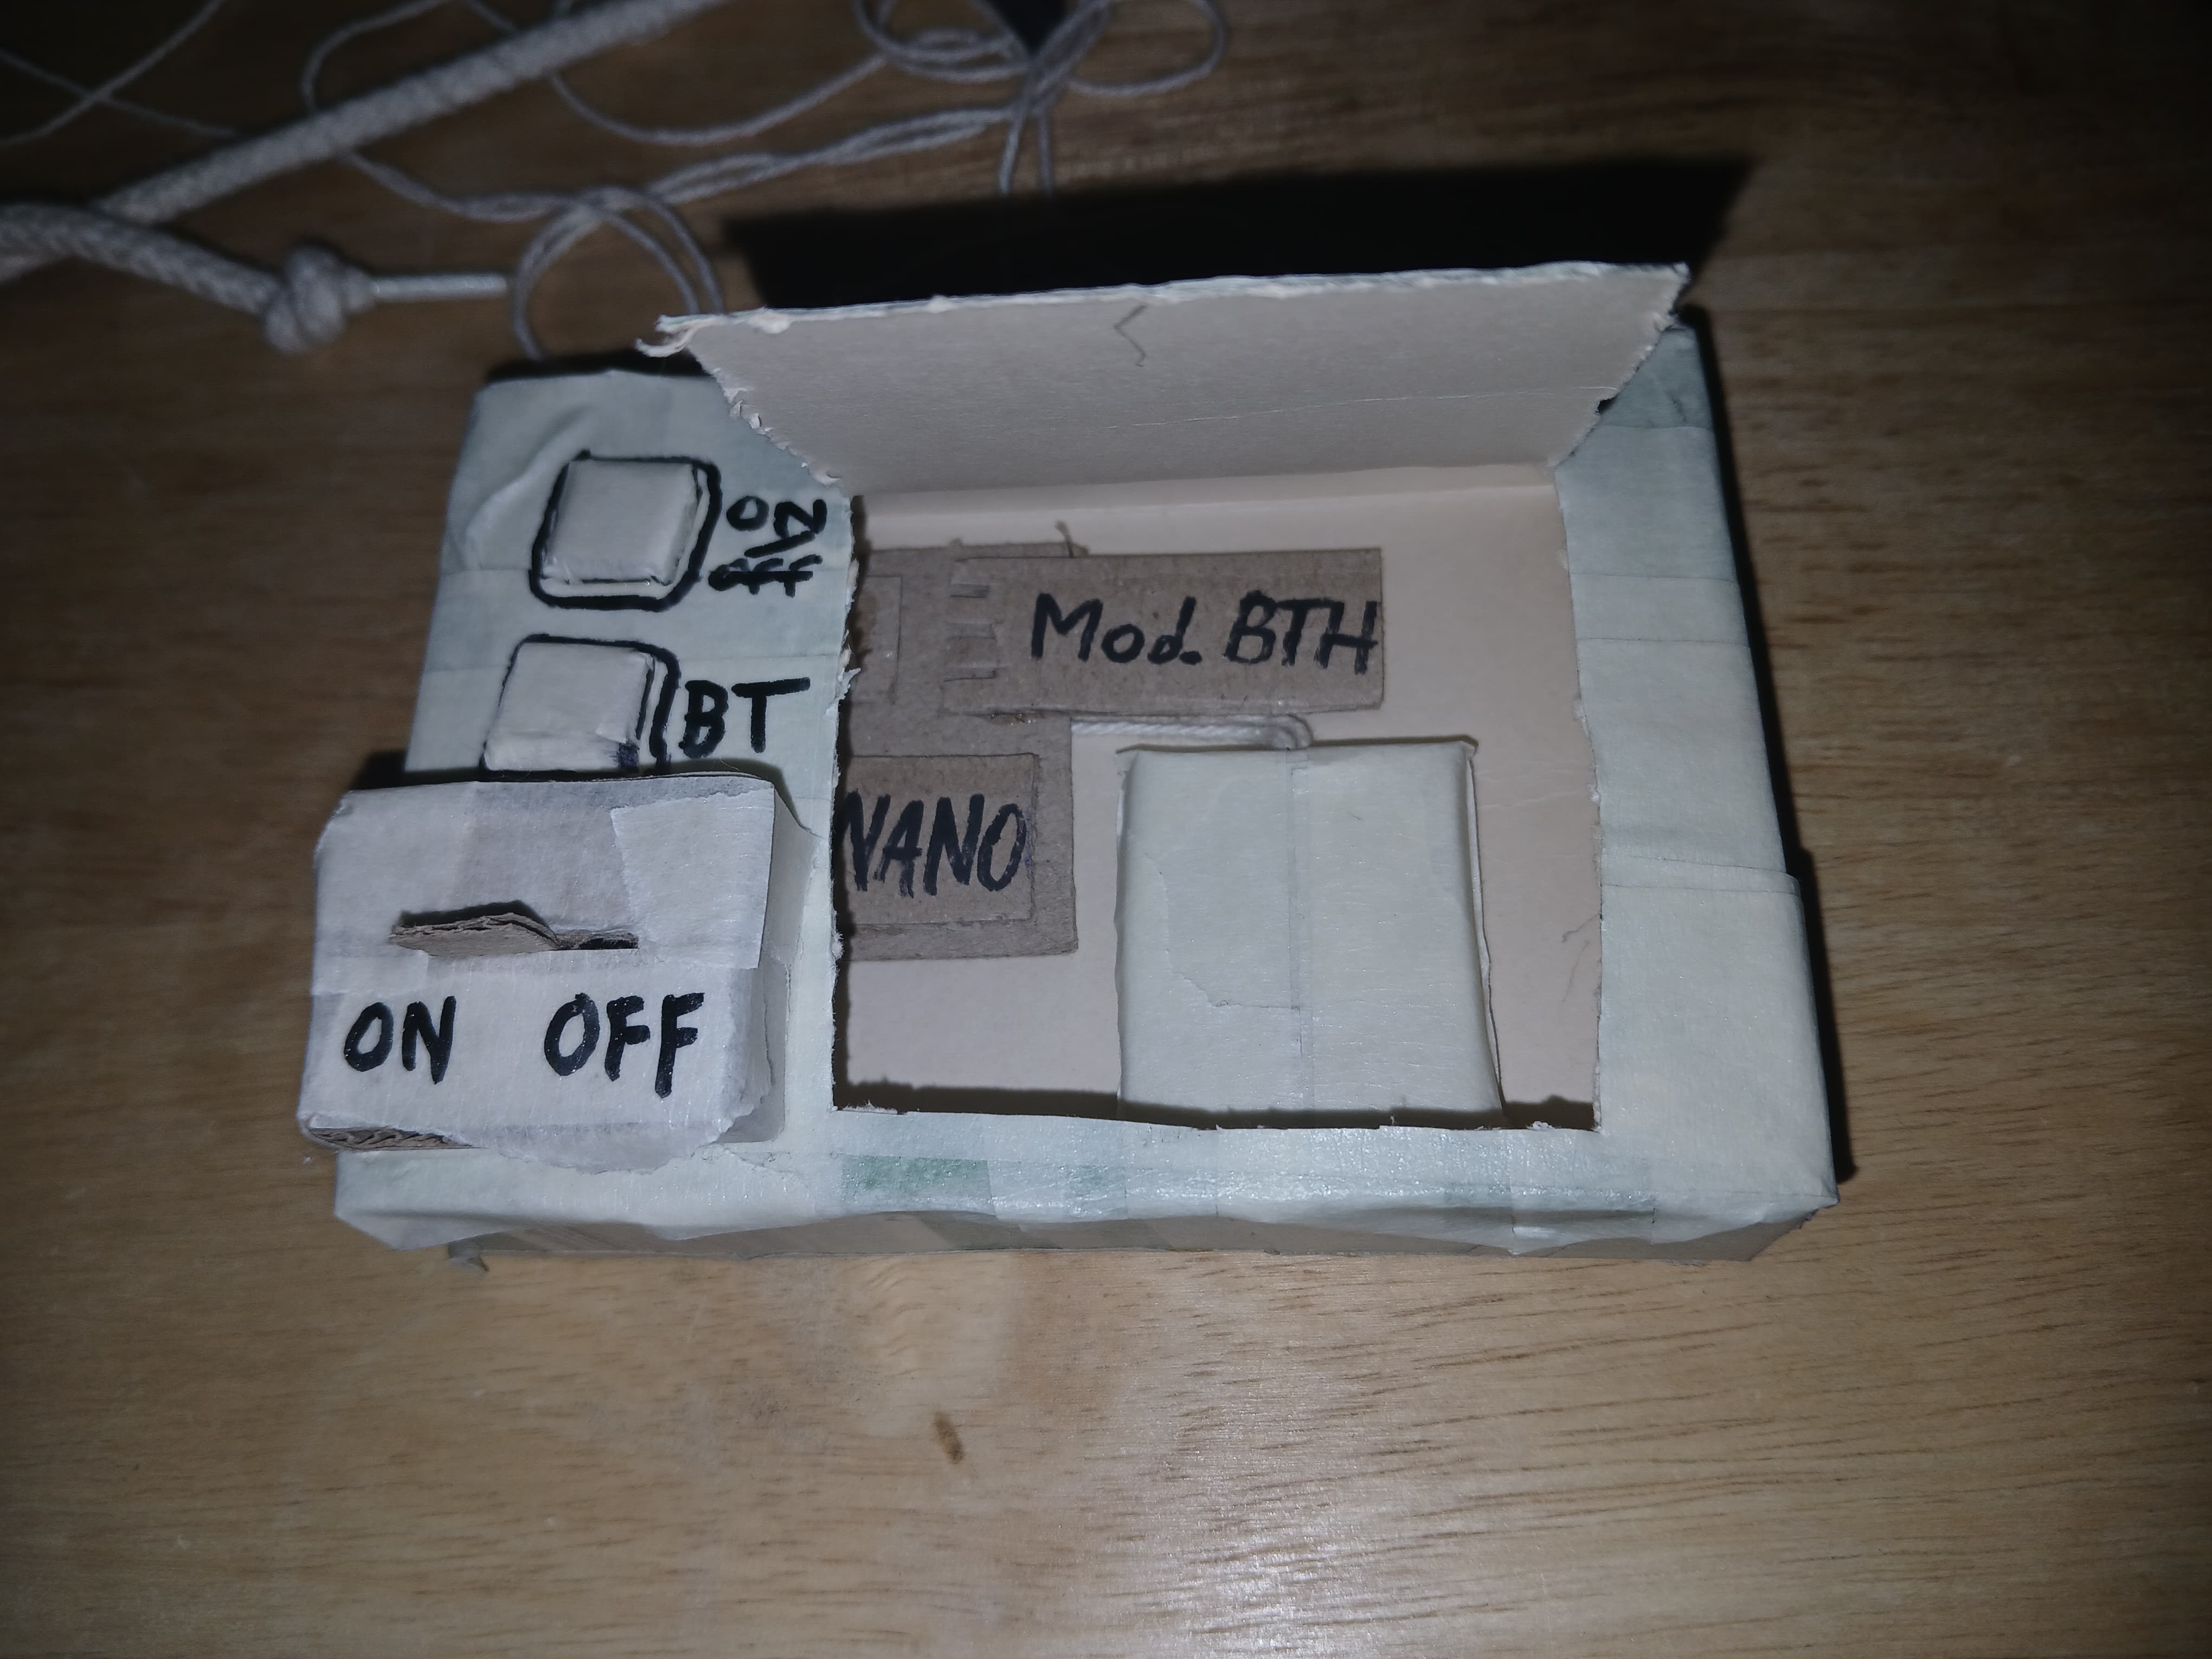 ON/
off
BT
Mod. BTH
NANO
ON OFF